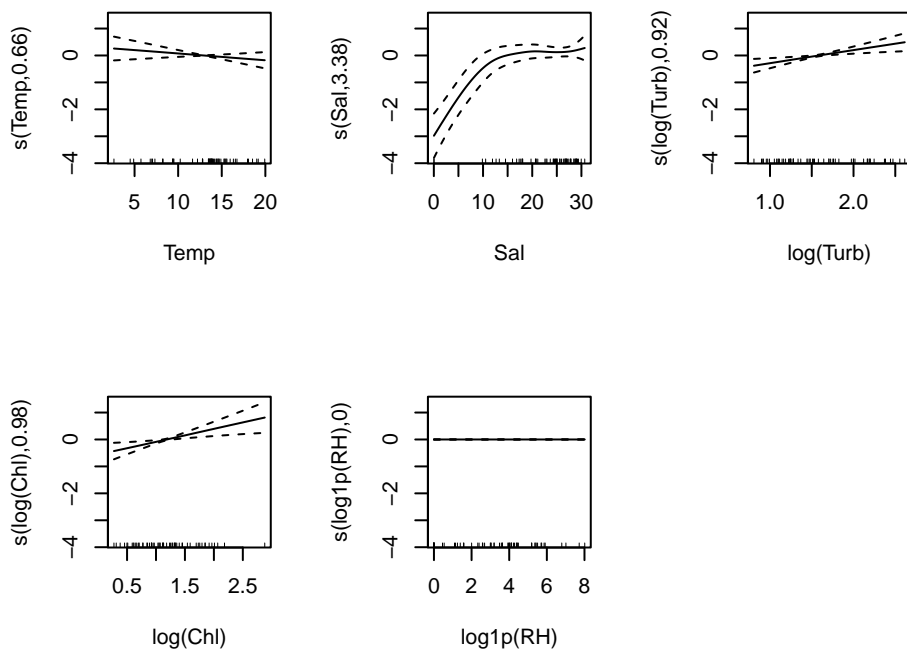 s(Temp,0.66)
0
−2
−4
5 10 15 20
Temp
s(Sal,3.38)
0
−2
−4
0 10 20 30
Sal
s(log(Turb),0.92)
0
−2
−4
1.0 2.0
log(Turb)
s(log(Chl),0.98)
0
−2
−4
0.5 1.5 2.5
log(Chl)
s(log1p(RH),0)
0
−2
−4
0 2 4 6 8
log1p(RH)